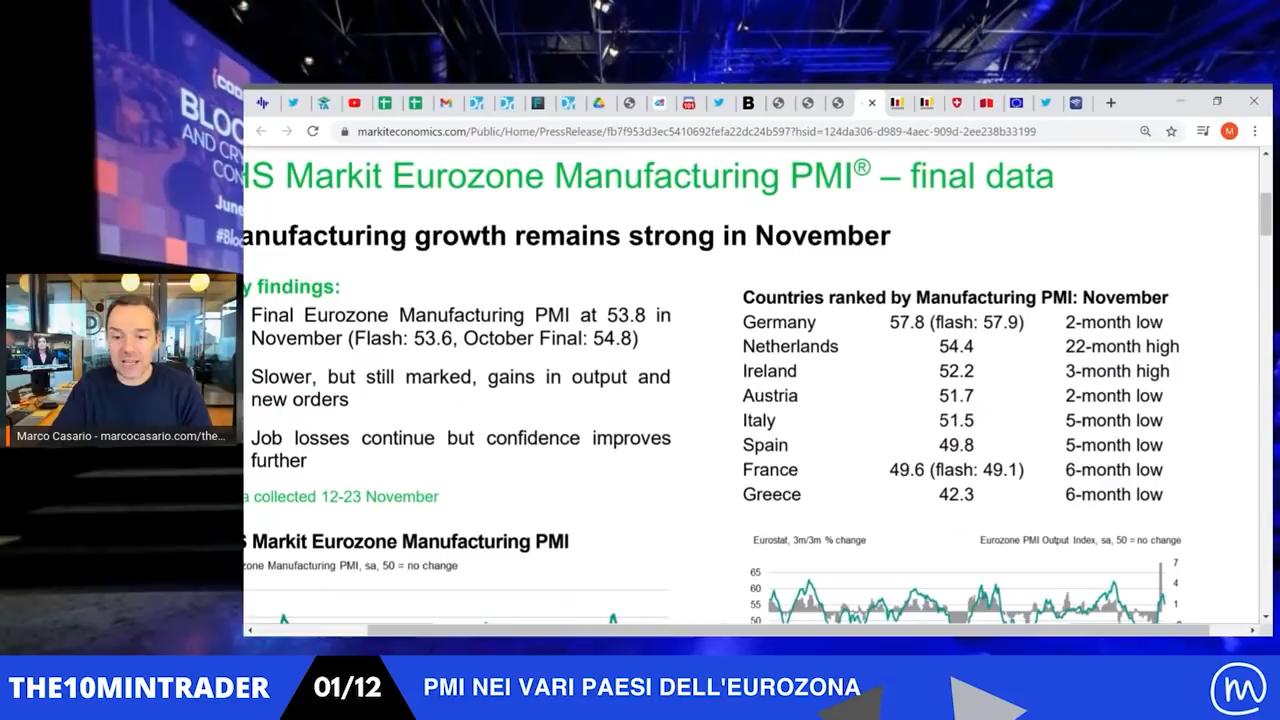 BLOC
AND CRY
CON
June
#Bloc
markiteconomics.com/Public/Home/PressRelease/fb7f953d3ec5410692fefa22dc24b597?hsid=124da306-d989-4aec-909d-2ee238b33199
M
HS Markit Eurozone Manufacturing PMI® – final data
anufacturing growth remains strong in November
y findings:
Final Eurozone Manufacturing PMI at 53.8 in
November (Flash: 53.6, October Final: 54.8)
Slower, but still marked, gains in output and
new orders
Job losses continue but confidence improves
further
a collected 12-23 November
Countries ranked by Manufacturing PMI: November
Germany 57.8 (flash: 57.9) 2-month low
Netherlands 54.4 22-month high
Ireland 52.2 3-month high
Austria 51.7 2-month low
Italy 51.5 5-month low
Spain 49.8 5-month low
France 49.6 (flash: 49.1) 6-month low
Greece 42.3 6-month low
S Markit Eurozone Manufacturing PMI
zone Manufacturing PMI, sa, 50 = no change
Eurostat, 3m/3m % change Eurozone PMI Output Index, sa, 50 = no change
65
60
55
50
7
4
1
Marco Casario - marcocasario.com/the...
THE10MINTRADER
01/12
PMI NEI VARI PAESI DELL'EUROZONA
m